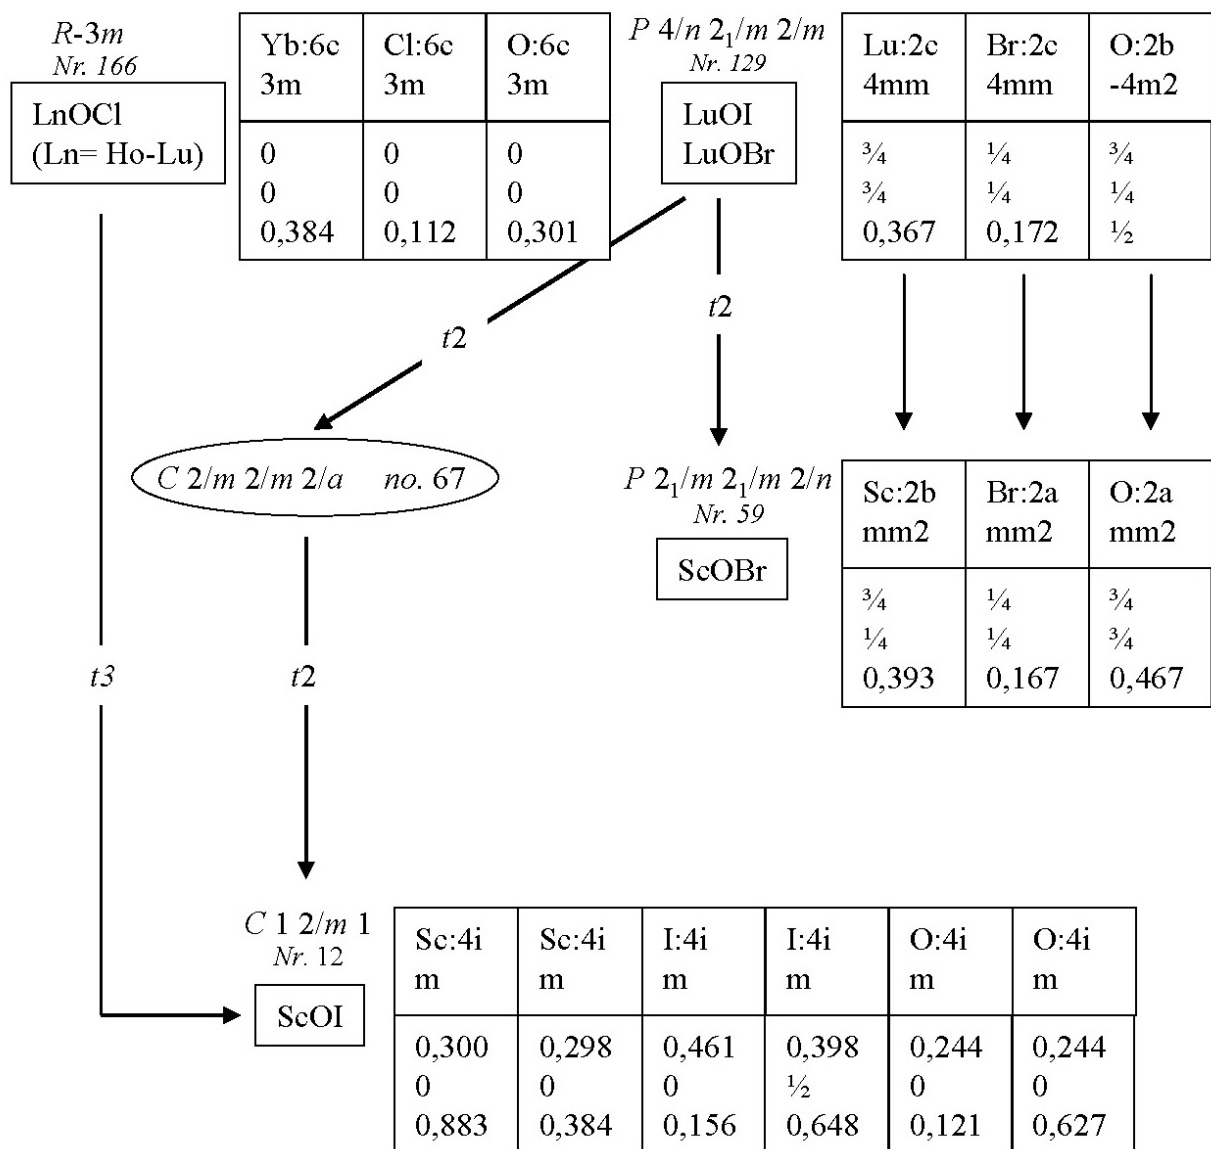 R-3m
Nr. 166
LnOCl
(Ln= Ho-Lu)
Yb:6c Cl:6c O:6c
3m 3m 3m
0 0 0
0 0 0
0,384 0,112 0,301
P 4/n 2₁/m 2/m
Nr. 129
LuOI
LuOBr
Lu:2c Br:2c O:2b
4mm 4mm -4m2
¾ ¼ ¾
¾ ¼ ¼
0,367 0,172 ½
t2
t2
C 2/m 2/m 2/a no. 67
P 2₁/m 2₁/m 2/n
Nr. 59
ScOBr
Sc:2b Br:2a O:2a
mm2 mm2 mm2
¾ ¼ ¾
¼ ¼ ¾
0,393 0,167 0,467
t3
t2
C 1 2/m 1
Nr. 12
ScOI
Sc:4i Sc:4i I:4i I:4i O:4i O:4i
m m m m m m
0,300 0,298 0,461 0,398 0,244 0,244
0 0 0 ½ 0 0
0,883 0,384 0,156 0,648 0,121 0,627